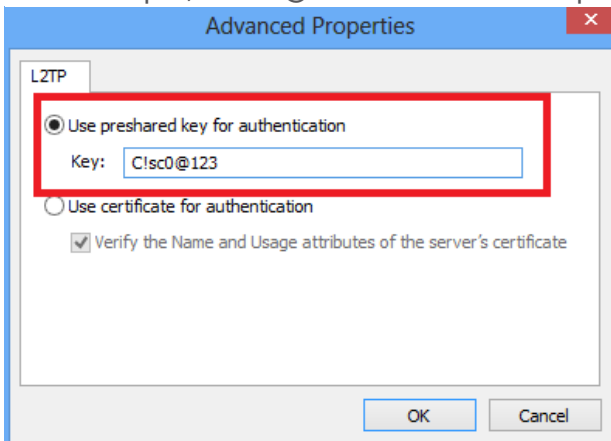 Advanced Properties
L2TP
Use preshared key for authentication
Key: C!sc0@123
Use certificate for authentication
Verify the Name and Usage attributes of the server's certificate
OK Cancel